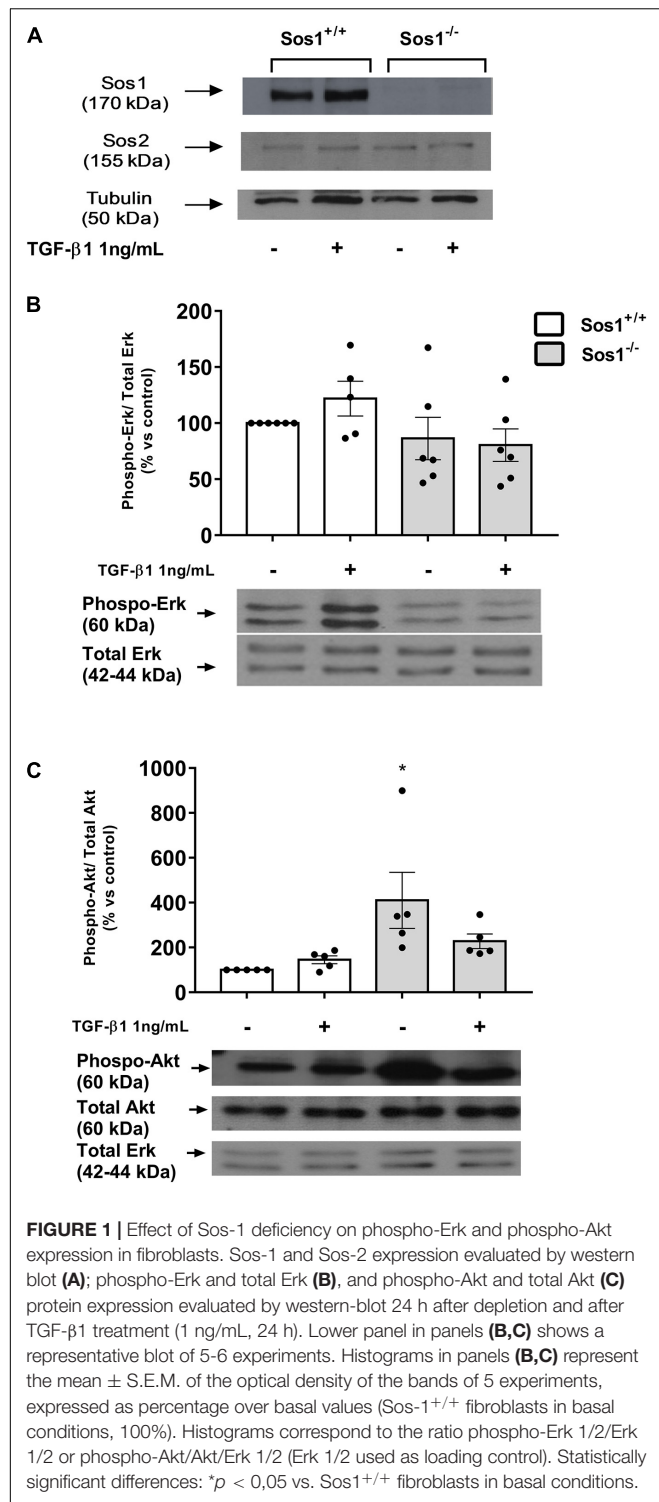 A
Sos1+/+ Sos1-/-
Sos1
(170 kDa)
Sos2
(155 kDa)
Tubulin
(50 kDa)
TGF-β1 1ng/mL - + - +
B
Phospho-Erk/ Total Erk
(% vs control)
200
150
100
50
0
Sos1+/+
Sos1-/-
TGF-β1 1ng/mL - + - +
Phospo-Erk
(60 kDa)
Total Erk
(42-44 kDa)
C
Phospho-Akt/ Total Akt
(% vs control)
1000
800
600
400
200
0
*
TGF-β1 1ng/mL - + - +
Phospo-Akt
(60 kDa)
Total Akt
(60 kDa)
Total Erk
(42-44 kDa)
FIGURE 1 | Effect of Sos-1 deficiency on phospho-Erk and phospho-Akt
expression in fibroblasts. Sos-1 and Sos-2 expression evaluated by western
blot (A); phospho-Erk and total Erk (B), and phospho-Akt and total Akt (C)
protein expression evaluated by western-blot 24 h after depletion and after
TGF-β1 treatment (1 ng/mL, 24 h). Lower panel in panels (B,C) shows a
representative blot of 5-6 experiments. Histograms in panels (B,C) represent
the mean ± S.E.M. of the optical density of the bands of 5 experiments,
expressed as percentage over basal values (Sos-1+/+ fibroblasts in basal
conditions, 100%). Histograms correspond to the ratio phospho-Erk 1/2/Erk
1/2 or phospho-Akt/Akt/Erk 1/2 (Erk 1/2 used as loading control). Statistically
significant differences: *p < 0,05 vs. Sos1+/+ fibroblasts in basal conditions.